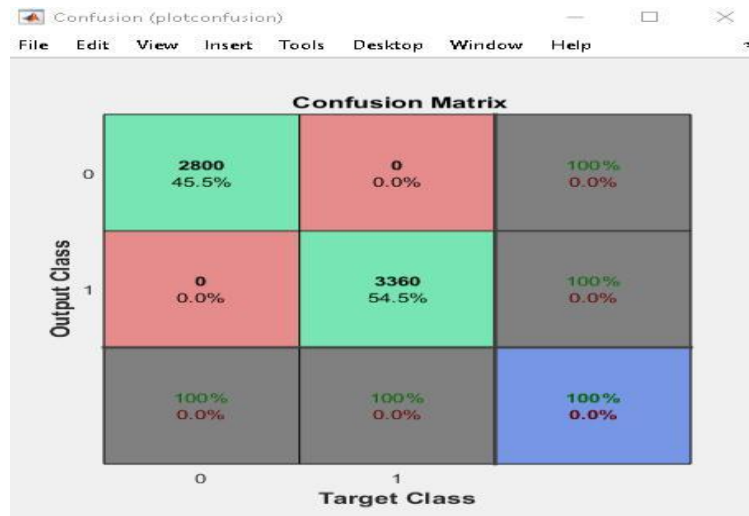 Confusion (plotconfusion)
File Edit View Insert Tools Desktop Window Help
Confusion Matrix
0 2800 0 100%
45.5% 0.0% 0.0%
1 0 3360 100%
0.0% 54.5% 0.0%
100% 100% 100%
0.0% 0.0% 0.0%
0 1
Output Class
Target Class